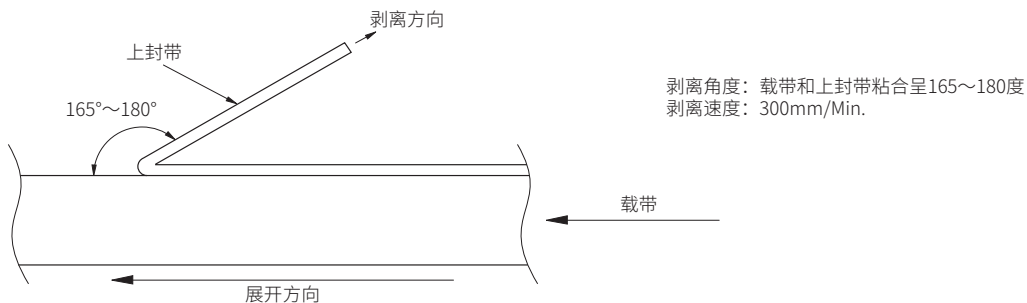 剥离方向
上封带
165°～180°
剥离角度：载带和上封带粘合呈165～180度
剥离速度：300mm/Min.
载带
展开方向